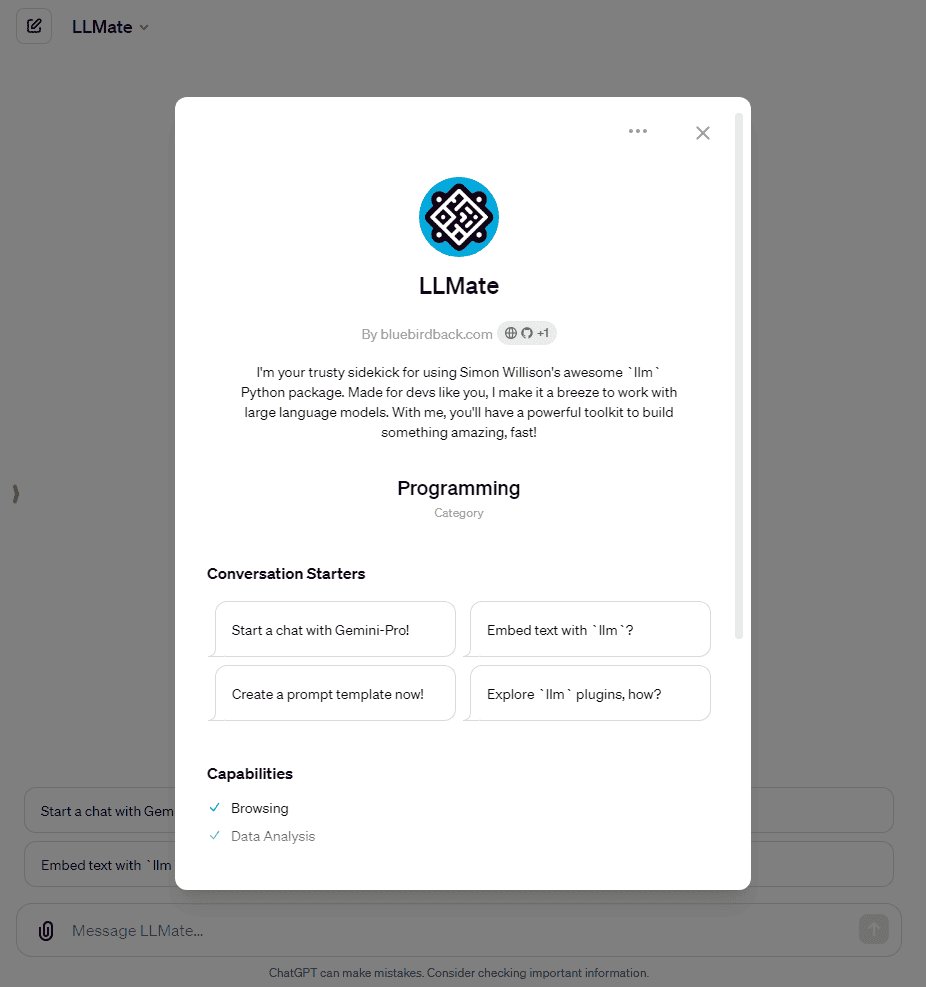 LLMate
LLMate
By bluebirdback.com +1
I'm your trusty sidekick for using Simon Willison's awesome `llm`
Python package. Made for devs like you, I make it a breeze to work with
large language models. With me, you'll have a powerful toolkit to build
something amazing, fast!
Programming
Category
Conversation Starters
Start a chat with Gemini-Pro!
Embed text with `llm`?
Create a prompt template now!
Explore `llm` plugins, how?
Capabilities
Browsing
Data Analysis
Start a chat with Gem
Embed text with `llm
Message LLMate...
ChatGPT can make mistakes. Consider checking important information.